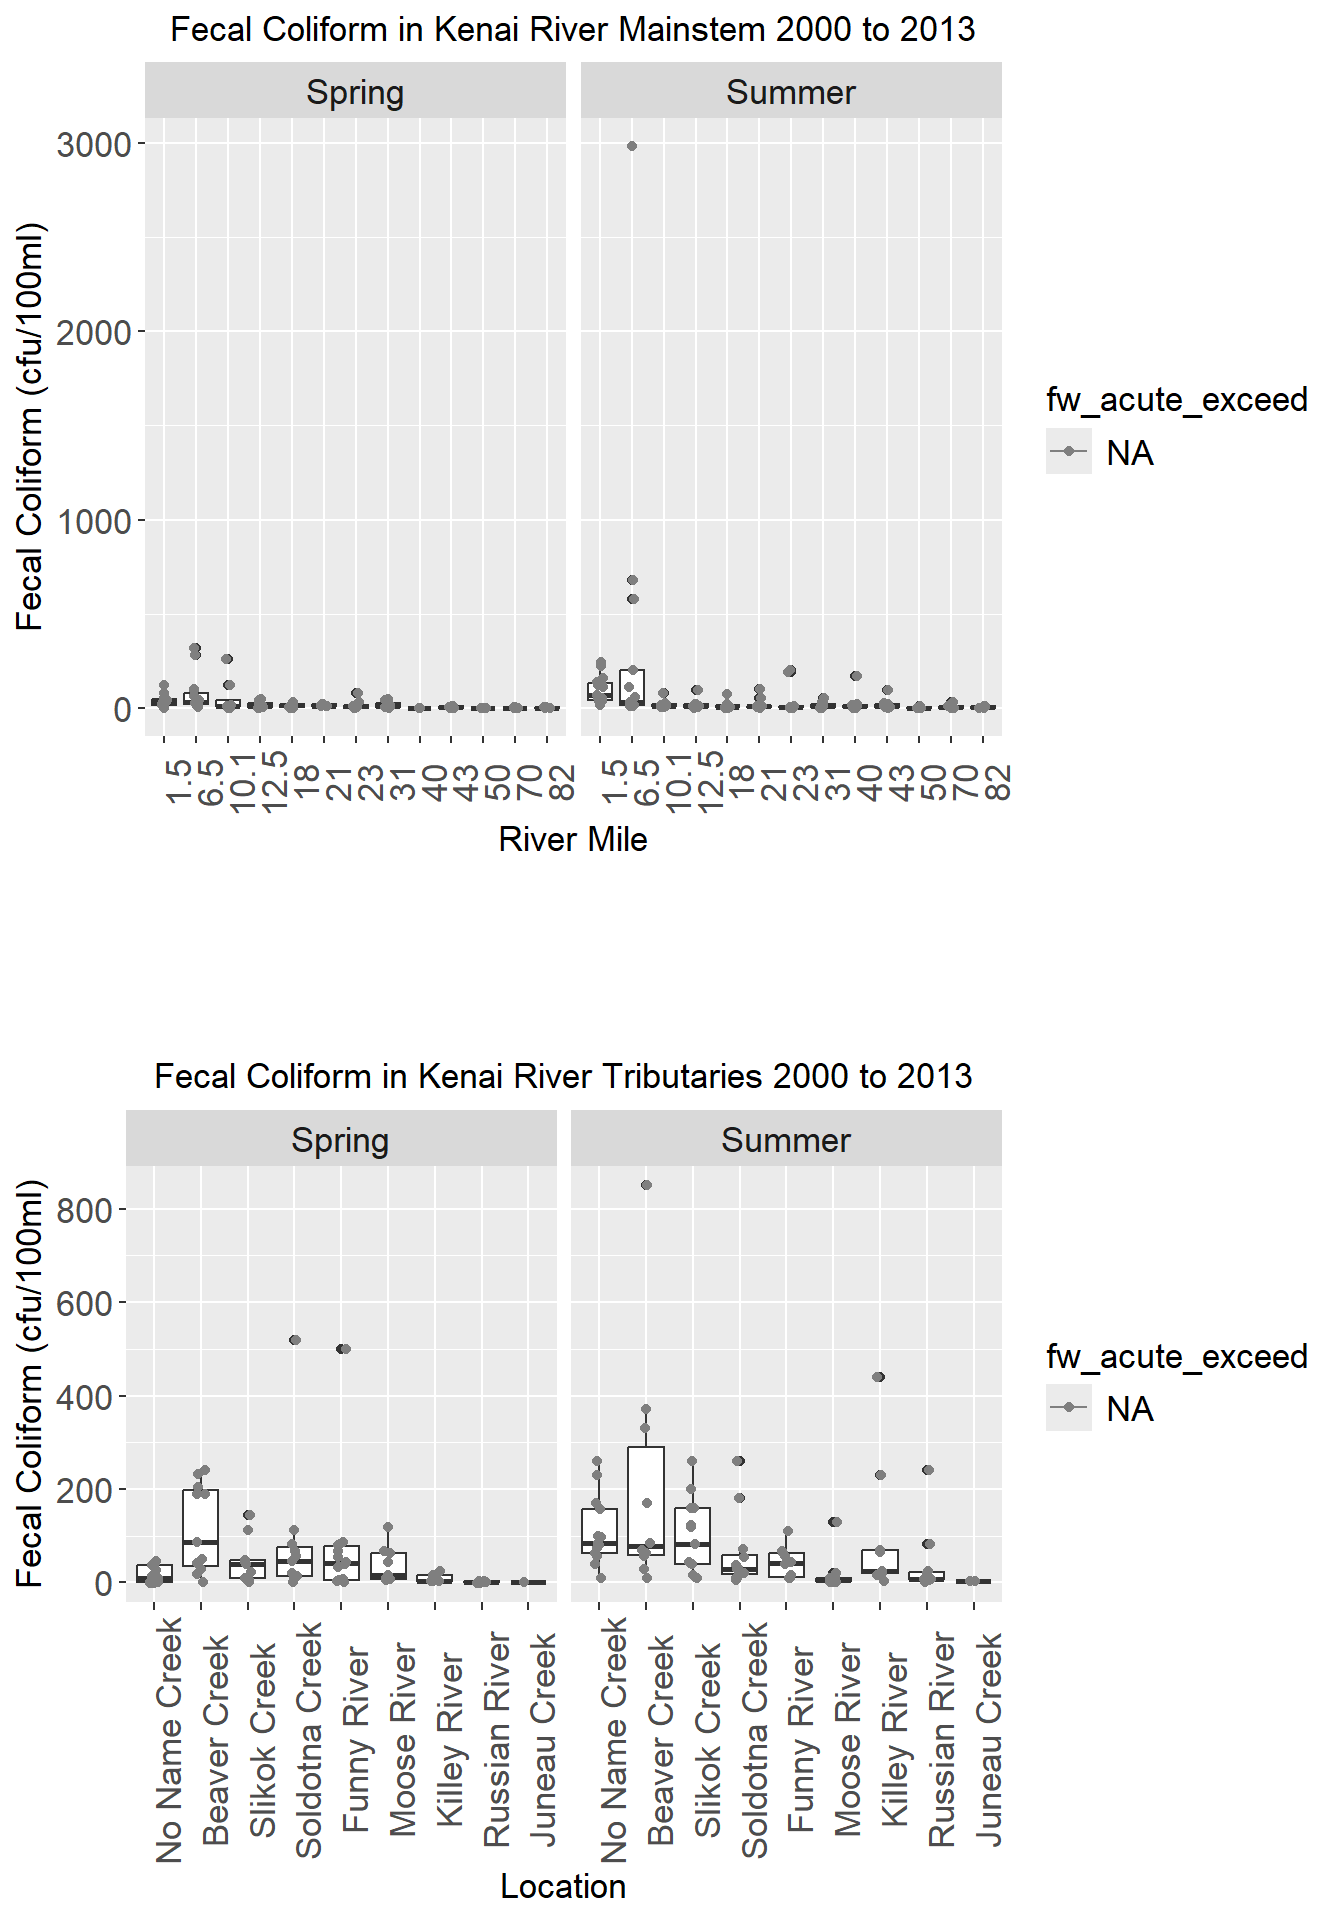 Fecal Coliform in Kenai River Mainstem 2000 to 2013
Spring
Summer
Fecal Coliform (cfu/100ml)
3000
2000
1000
0
1.5
6.5
10.1
12.5
18
21
23
31
40
43
50
70
82
1.5
6.5
10.1
12.5
18
21
23
31
40
43
50
70
82
River Mile
fw_acute_exceed
NA
Fecal Coliform in Kenai River Tributaries 2000 to 2013
Spring
Summer
Fecal Coliform (cfu/100ml)
800
600
400
200
0
No Name Creek
Beaver Creek
Slikok Creek
Soldotna Creek
Funny River
Moose River
Killey River
Russian River
Juneau Creek
No Name Creek
Beaver Creek
Slikok Creek
Soldotna Creek
Funny River
Moose River
Killey River
Russian River
Juneau Creek
Location
fw_acute_exceed
NA